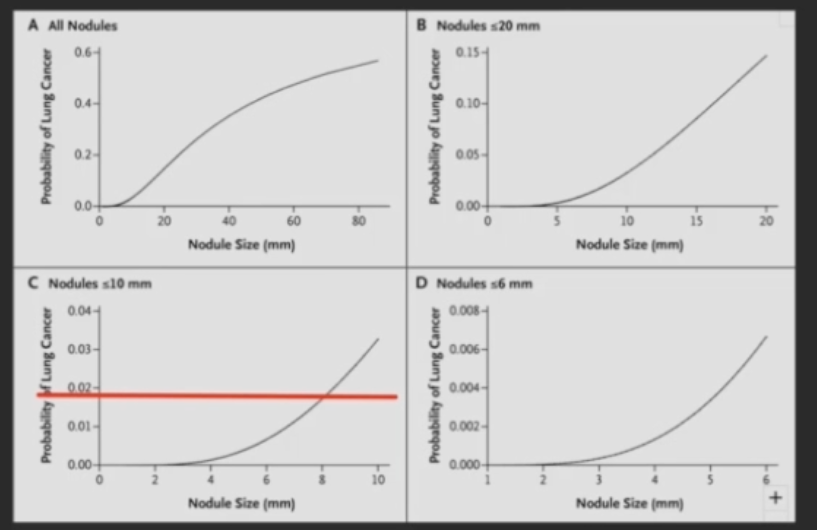 A All Nodules
Probability of Lung Cancer
0.6
0.4
0.2
0.0
0 20 40 60 80
Nodule Size (mm)
B Nodules ≤20 mm
Probability of Lung Cancer
0.15
0.10
0.05
0.00
0 5 10 15 20
Nodule Size (mm)
C Nodules ≤10 mm
Probability of Lung Cancer
0.04
0.03
0.02
0.01
0.00
0 2 4 6 8 10
Nodule Size (mm)
D Nodules ≤6 mm
Probability of Lung Cancer
0.008
0.006
0.004
0.002
0.000
1 2 3 4 5 6
Nodule Size (mm)
+